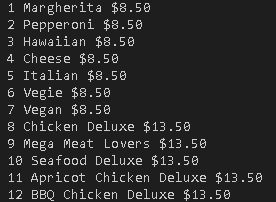 1 Margherita $8.50
2 Pepperoni $8.50
3 Hawaiian $8.50
4 Cheese $8.50
5 Italian $8.50
6 Vegie $8.50
7 Vegan $8.50
8 Chicken Deluxe $13.50
9 Mega Meat Lovers $13.50
10 Seafood Deluxe $13.50
11 Apricot Chicken Deluxe $13.50
12 BBQ Chicken Deluxe $13.50